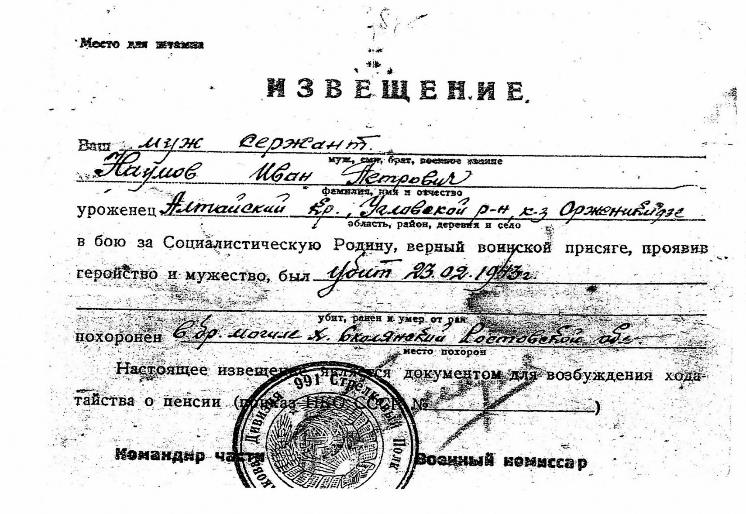 Место для штампа
ИЗВЕЩЕНИЕ.
Ваш муж сержант.
муж, сын, брат, военное звание
Наумов Иван Петрович
фамилия, имя и отчество
уроженец Алтайский кр., Угловской р-н, к-з Орженикидзе
область, район, деревня и село
в бою за Социалистическую Родину, верный воинской присяге, проявив
геройство и мужество, был убит 23.02.1943г.
убит, ранен и умер от ран
похоронен в бр. могиле х. Ростовской обл.
место похорон
Настоящее извещение является документом для возбуждения хода-
тайства о пенсии (приказ НКО СССР № )
Командир части Военный комиссар
Дивизия 991 Стрелковый Полк